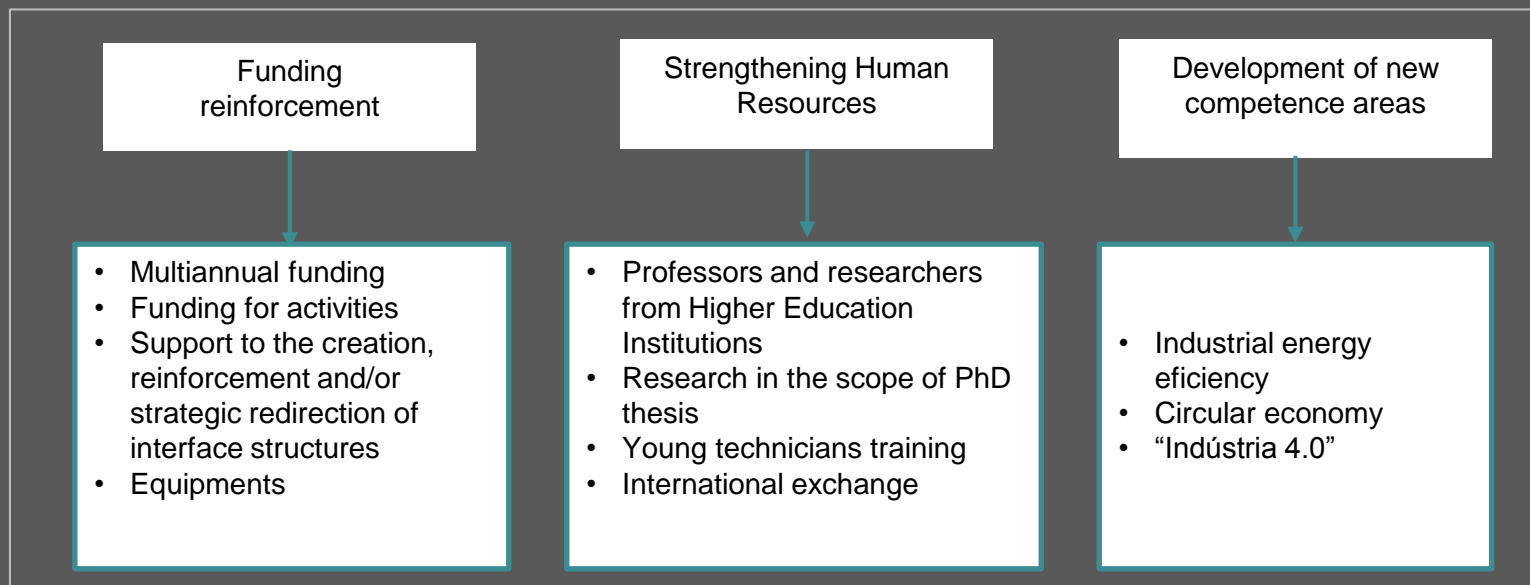 Funding
reinforcement
Strengthening Human
Resources
Development of new
competence areas
• Multiannual funding
• Funding for activities
• Support to the creation,
reinforcement and/or
strategic redirection of
interface structures
• Equipments
• Professors and researchers
from Higher Education
Institutions
• Research in the scope of PhD
thesis
• Young technicians training
• International exchange
• Industrial energy
eficiency
• Circular economy
• “Indústria 4.0”